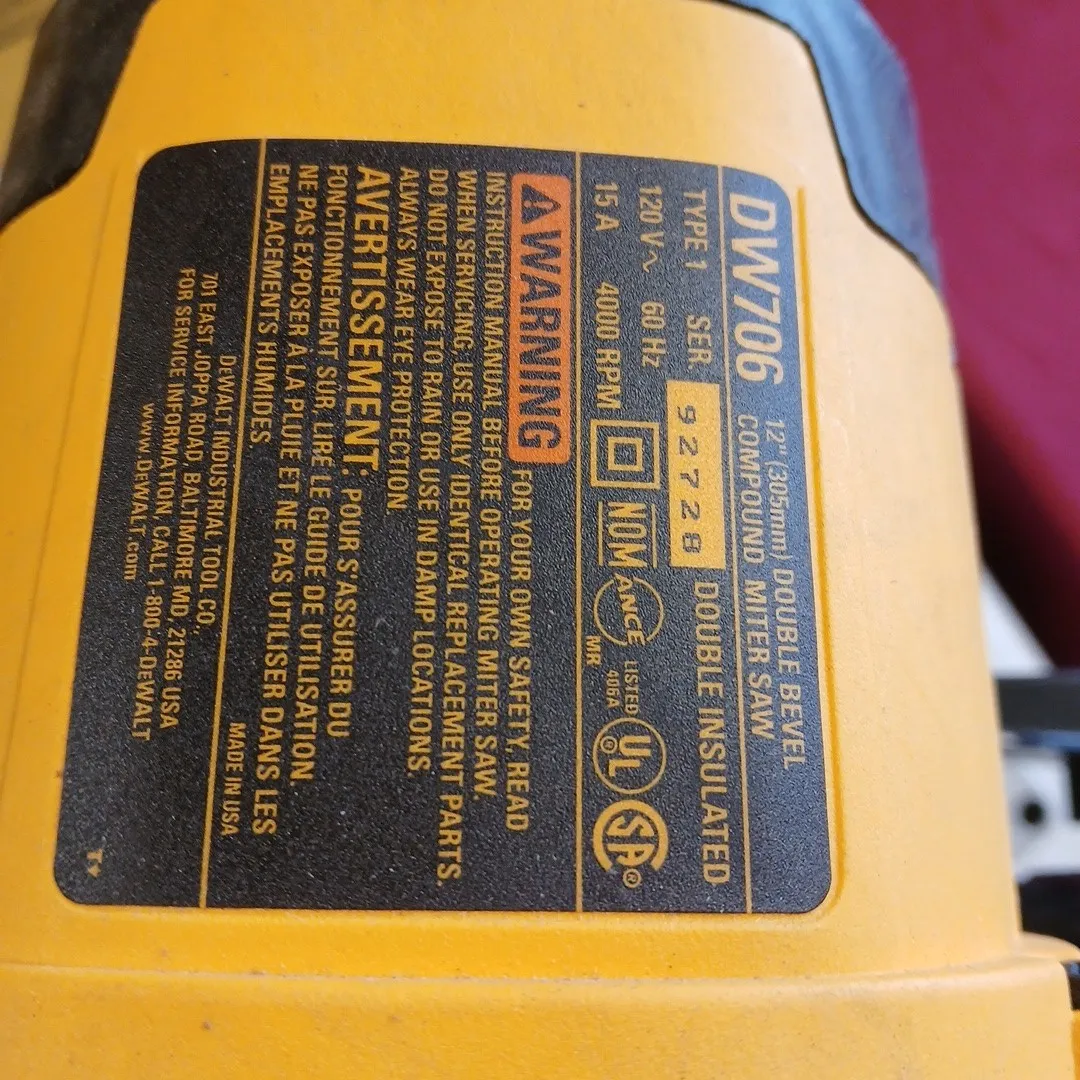 DW706 12" (305mm) DOUBLE BEVEL
COMPOUND MITER SAW
TYPE 1 SER. 92728 DOUBLE INSULATED
120 V~ 60 Hz
15 A 4000 RPM
NOM
ANCE
MR
LISTED
UL®
SA®
⚠WARNING FOR YOUR OWN SAFETY, READ
INSTRUCTION MANUAL BEFORE OPERATING MITER SAW.
WHEN SERVICING, USE ONLY IDENTICAL REPLACEMENT PARTS.
DO NOT EXPOSE TO RAIN OR USE IN DAMP LOCATIONS.
ALWAYS WEAR EYE PROTECTION
AVERTISSEMENT: POUR S'ASSURER DU
FONCTIONNEMENT SÛR, LIRE LE GUIDE DE UTILISATION.
NE PAS EXPOSER À LA PLUIE ET NE PAS UTILISER DANS LES
EMPLACEMENTS HUMIDES.
MADE IN USA
DEWALT INDUSTRIAL TOOL CO.,
701 EAST JOPPA ROAD, BALTIMORE MD, 21286 USA
FOR SERVICE INFORMATION, CALL 1-800-4-DEWALT
www.DEWALT.com